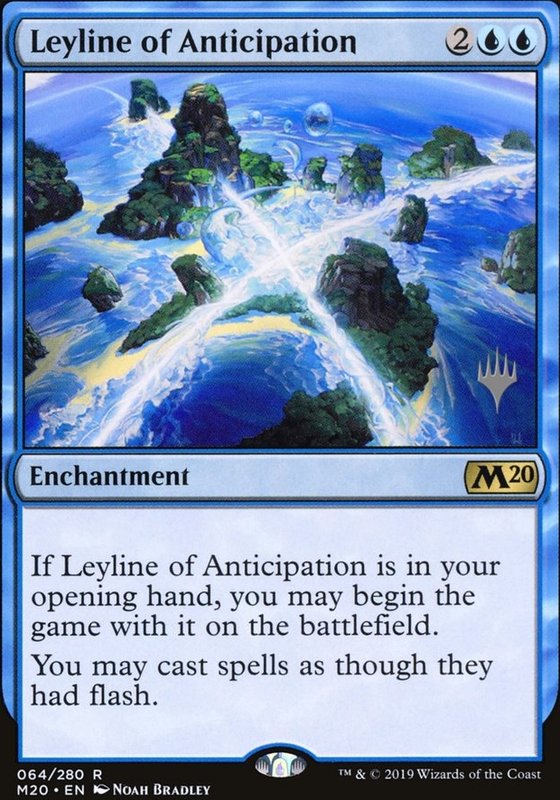 Leyline of Anticipation 2
Enchantment M20
If Leyline of Anticipation is in your
opening hand, you may begin the
game with it on the battlefield.
You may cast spells as though they
had flash.
064/280 R
M20 • EN Noah Bradley ™ & © 2019 Wizards of the Coast